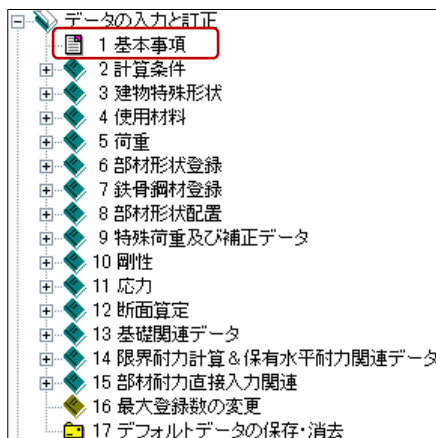 データの入力と訂正
1 基本事項
2 計算条件
3 建物特殊形状
4 使用材料
5 荷重
6 部材形状登録
7 鉄骨鋼材登録
8 部材形状配置
9 特殊荷重及び補正データ
10 剛性
11 応力
12 断面算定
13 基礎関連データ
14 限界耐力計算&保有水平耐力関連データ
15 部材耐力直接入力関連
16 最大登録数の変更
17 デフォルトデータの保存・消去